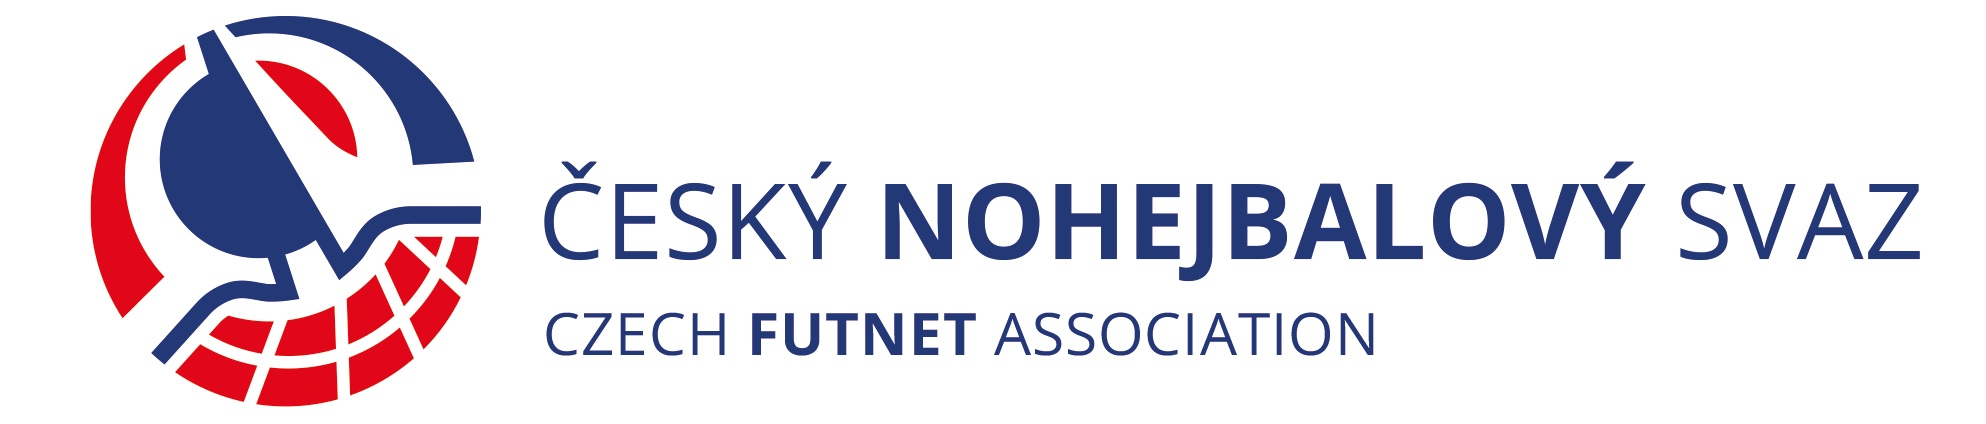 ČESKÝ NOHEJBALOVÝ SVAZ
CZECH FUTNET ASSOCIATION